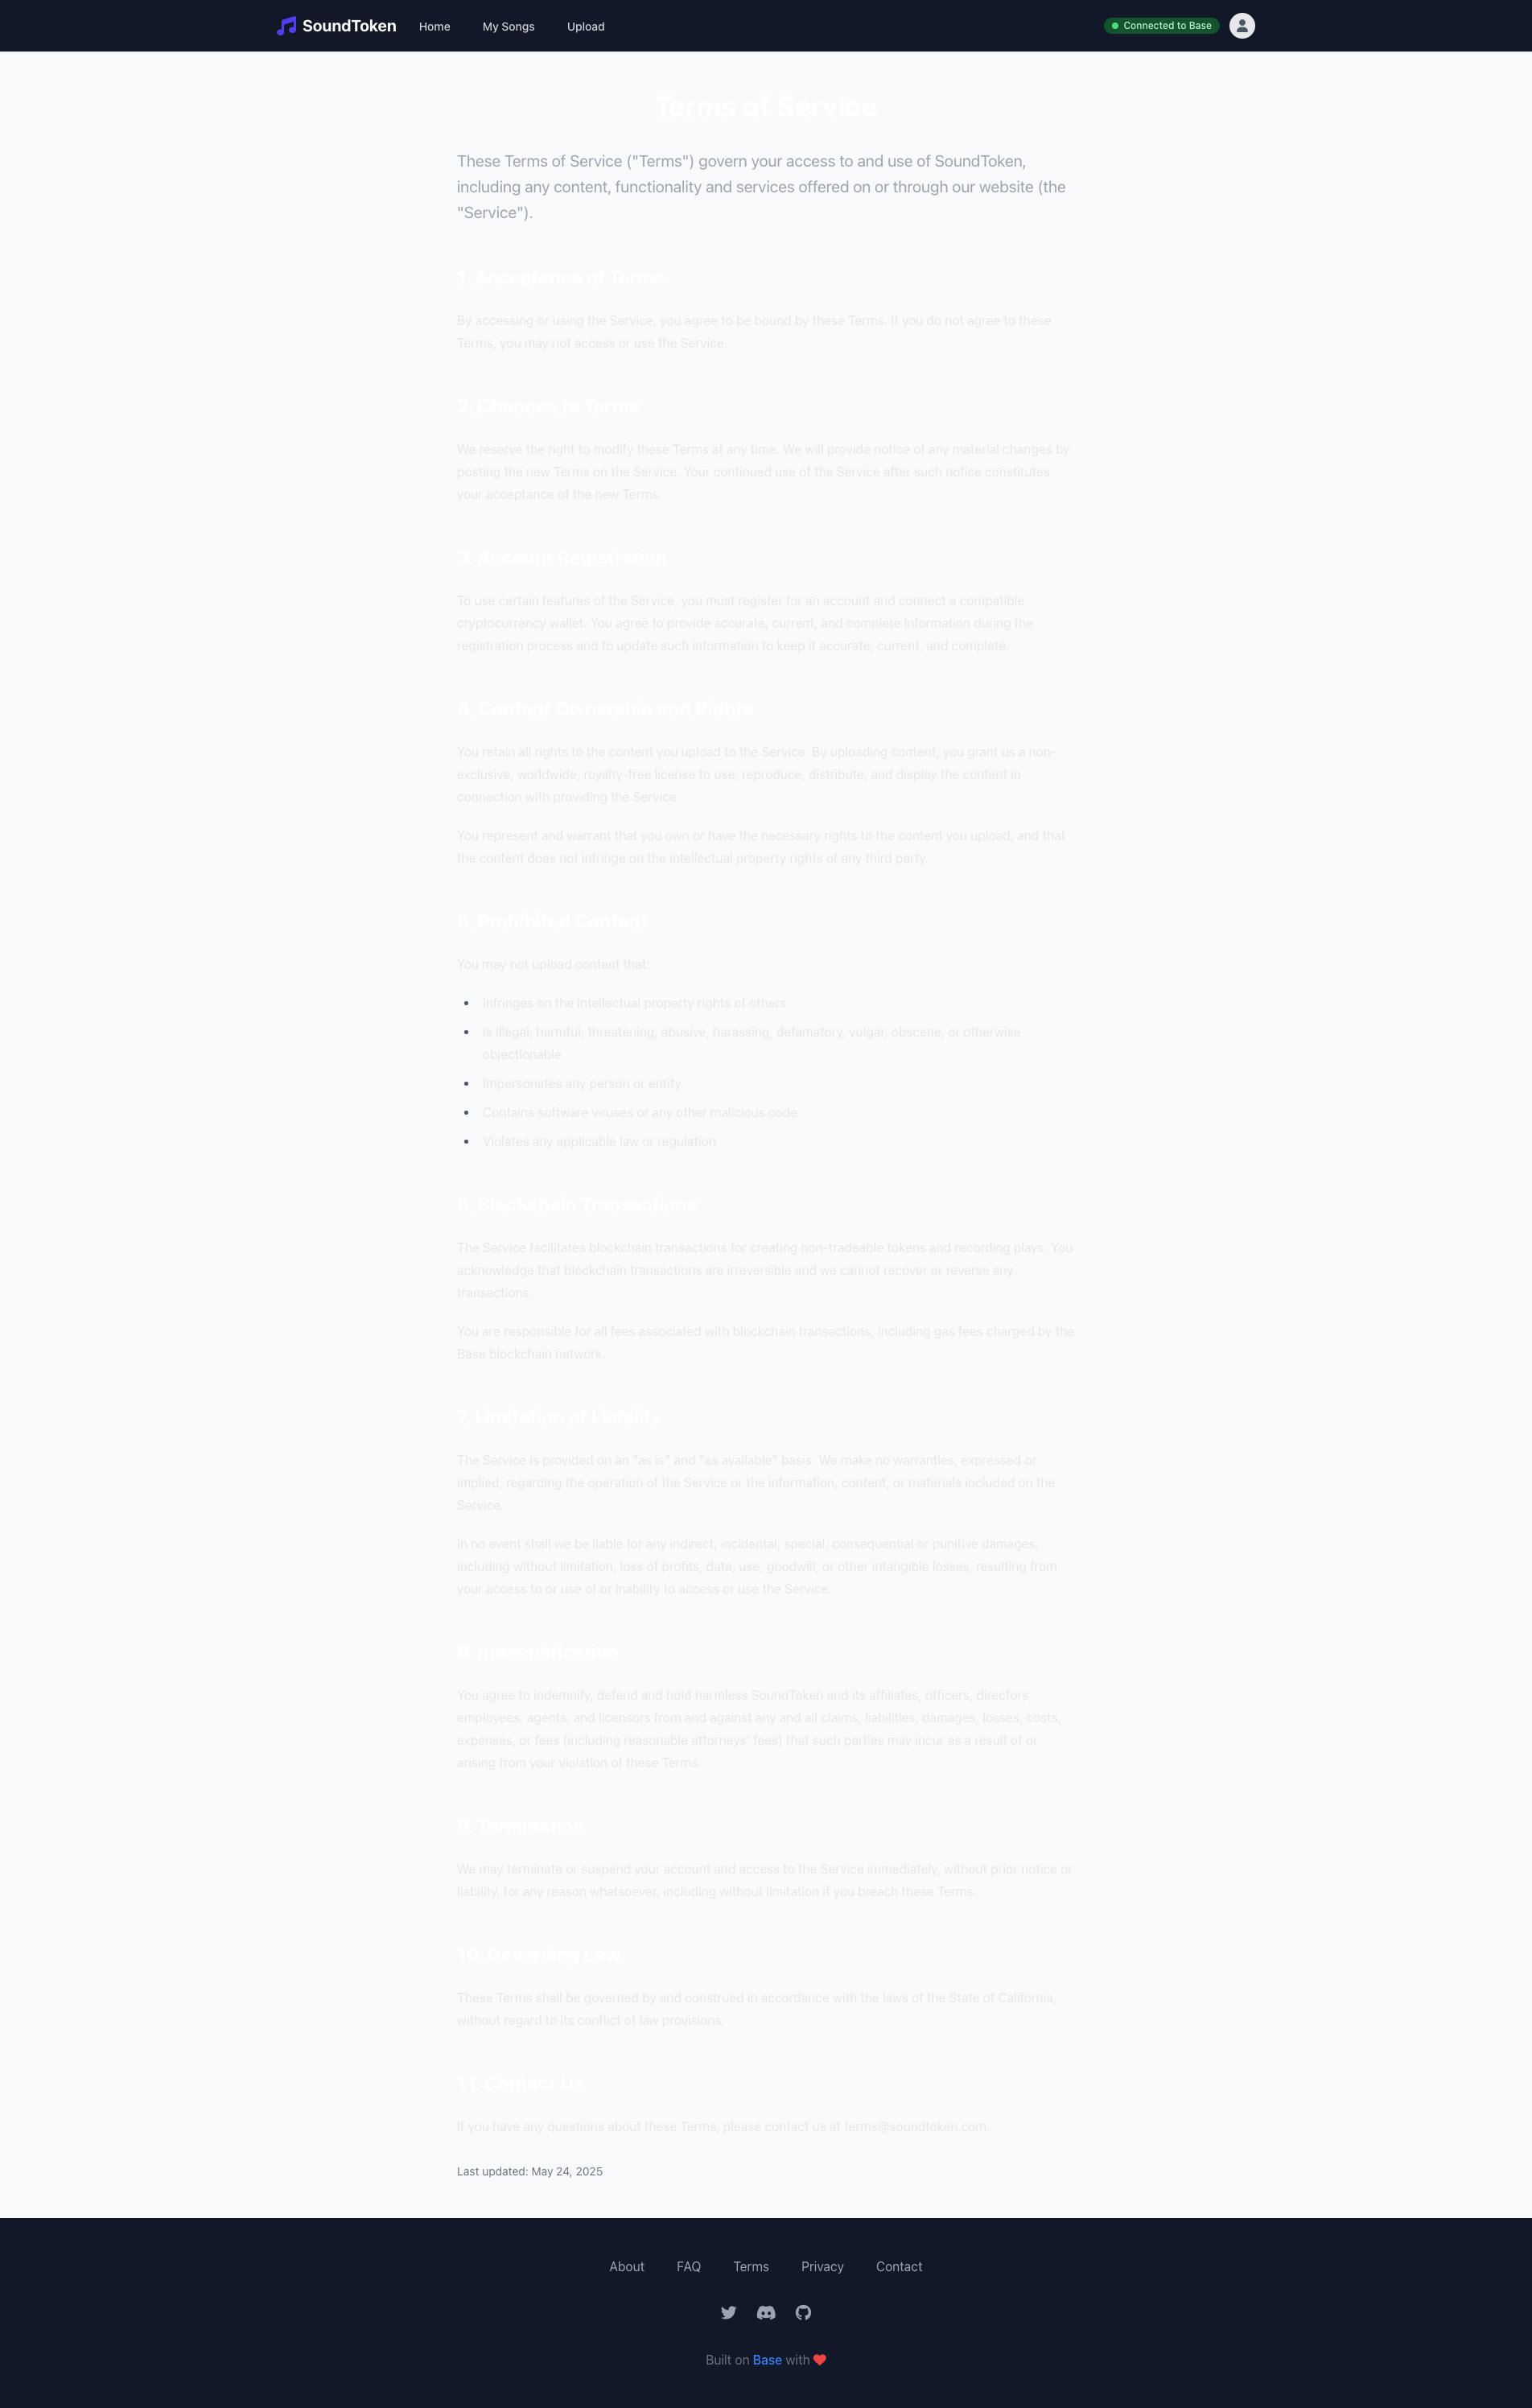 SoundToken
Home
My Songs
Upload
Connected to Base
Terms of Service
These Terms of Service ("Terms") govern your access to and use of SoundToken,
including any content, functionality and services offered on or through our website (the
"Service").
1. Acceptance of Terms
By accessing or using the Service, you agree to be bound by these Terms. If you do not agree to these
Terms, you may not access or use the Service.
2. Changes to Terms
We reserve the right to modify these Terms at any time. We will provide notice of any material changes by
posting the new Terms on the Service. Your continued use of the Service after such notice constitutes
your acceptance of the new Terms.
3. Account Registration
To use certain features of the Service, you must register for an account and connect a compatible
cryptocurrency wallet. You agree to provide accurate, current, and complete information during the
registration process and to update such information to keep it accurate, current, and complete.
4. Content Ownership and Rights
You retain all rights to the content you upload to the Service. By uploading content, you grant us a non-
exclusive, worldwide, royalty-free license to use, reproduce, distribute, and display the content in
connection with providing the Service.
You represent and warrant that you own or have the necessary rights to the content you upload, and that
the content does not infringe on the intellectual property rights of any third party.
5. Prohibited Content
You may not upload content that:
• Infringes on the intellectual property rights of others
• Is illegal, harmful, threatening, abusive, harassing, defamatory, vulgar, obscene, or otherwise
objectionable
• Impersonates any person or entity
• Contains software viruses or any other malicious code
• Violates any applicable law or regulation
6. Blockchain Transactions
The Service facilitates blockchain transactions for creating non-tradeable tokens and recording plays. You
acknowledge that blockchain transactions are irreversible and we cannot recover or reverse any
transactions.
You are responsible for all fees associated with blockchain transactions, including gas fees charged by the
Base blockchain network.
7. Limitation of Liability
The Service is provided on an "as is" and "as available" basis. We make no warranties, expressed or
implied, regarding the operation of the Service or the information, content, or materials included on the
Service.
In no event shall we be liable for any indirect, incidental, special, consequential or punitive damages,
including without limitation, loss of profits, data, use, goodwill, or other intangible losses, resulting from
your access to or use of or inability to access or use the Service.
8. Indemnification
You agree to indemnify, defend and hold harmless SoundToken and its affiliates, officers, directors,
employees, agents, and licensors from and against any and all claims, liabilities, damages, losses, costs,
expenses, or fees (including reasonable attorneys' fees) that such parties may incur as a result of or
arising from your violation of these Terms.
9. Termination
We may terminate or suspend your account and access to the Service immediately, without prior notice or
liability, for any reason whatsoever, including without limitation if you breach these Terms.
10. Governing Law
These Terms shall be governed by and construed in accordance with the laws of the State of California,
without regard to its conflict of law provisions.
11. Contact Us
If you have any questions about these Terms, please contact us at terms@soundtoken.com.
Last updated: May 24, 2025
About
FAQ
Terms
Privacy
Contact
Built on Base with